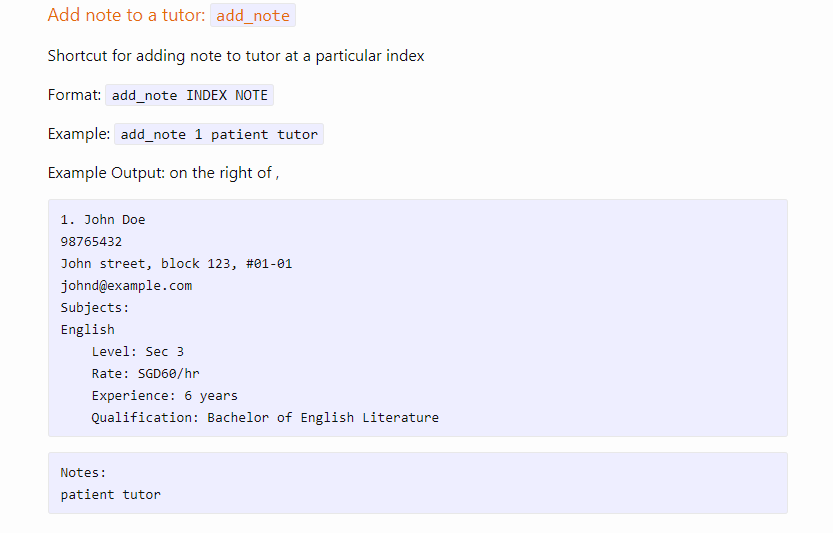 Add note to a tutor: add_note
Shortcut for adding note to tutor at a particular index
Format: add_note INDEX NOTE
Example: add_note 1 patient tutor
Example Output: on the right of ,
1. John Doe
98765432
John street, block 123, #01-01
johnd@example.com
Subjects:
English
    Level: Sec 3
    Rate: SGD60/hr
    Experience: 6 years
    Qualification: Bachelor of English Literature
Notes:
patient tutor